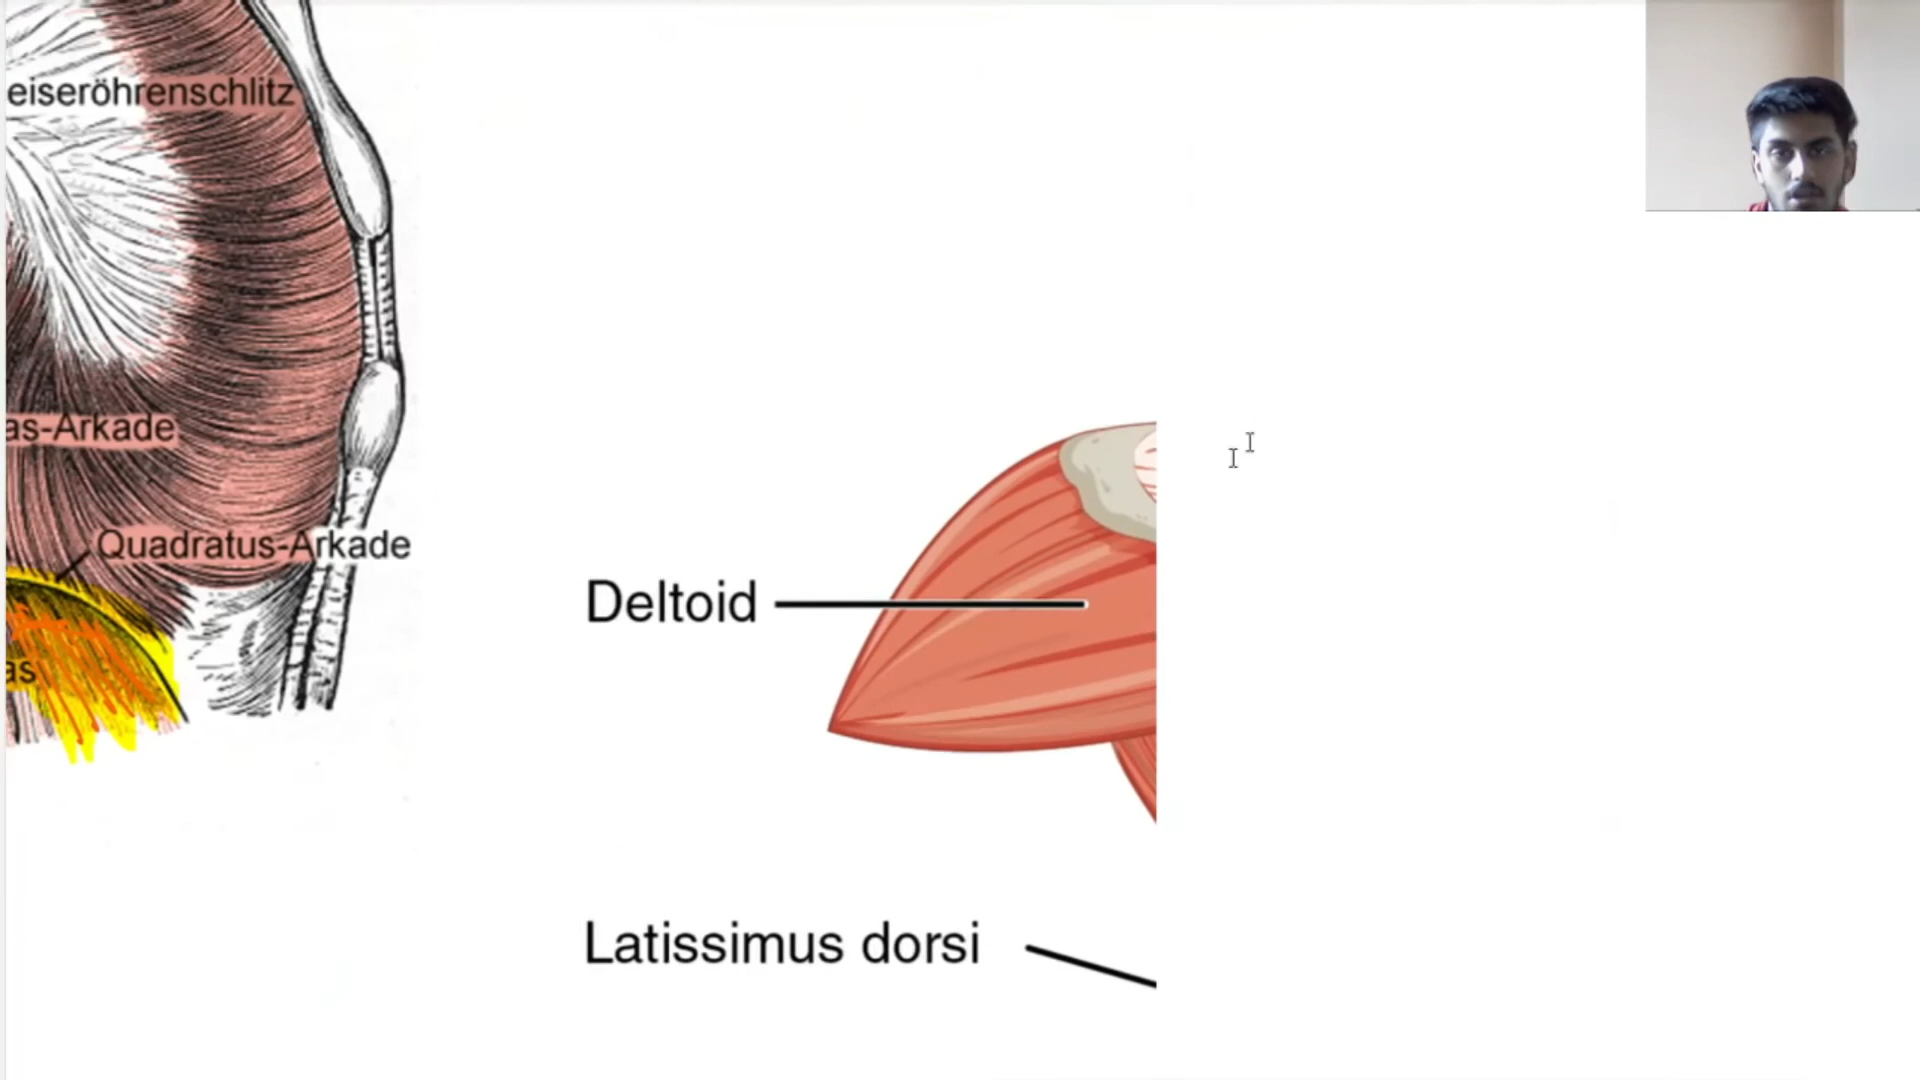 eiseröhrenschlitz
as-Arkade
Quadratus-Arkade
as
Deltoid
Latissimus dorsi